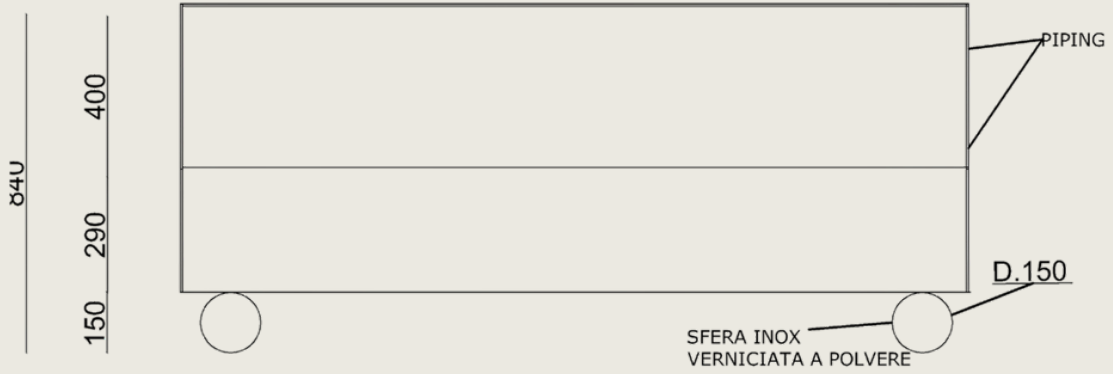 PIPING
400
840
290
D.150
150
SFERA INOX
VERNICIATA A POLVERE